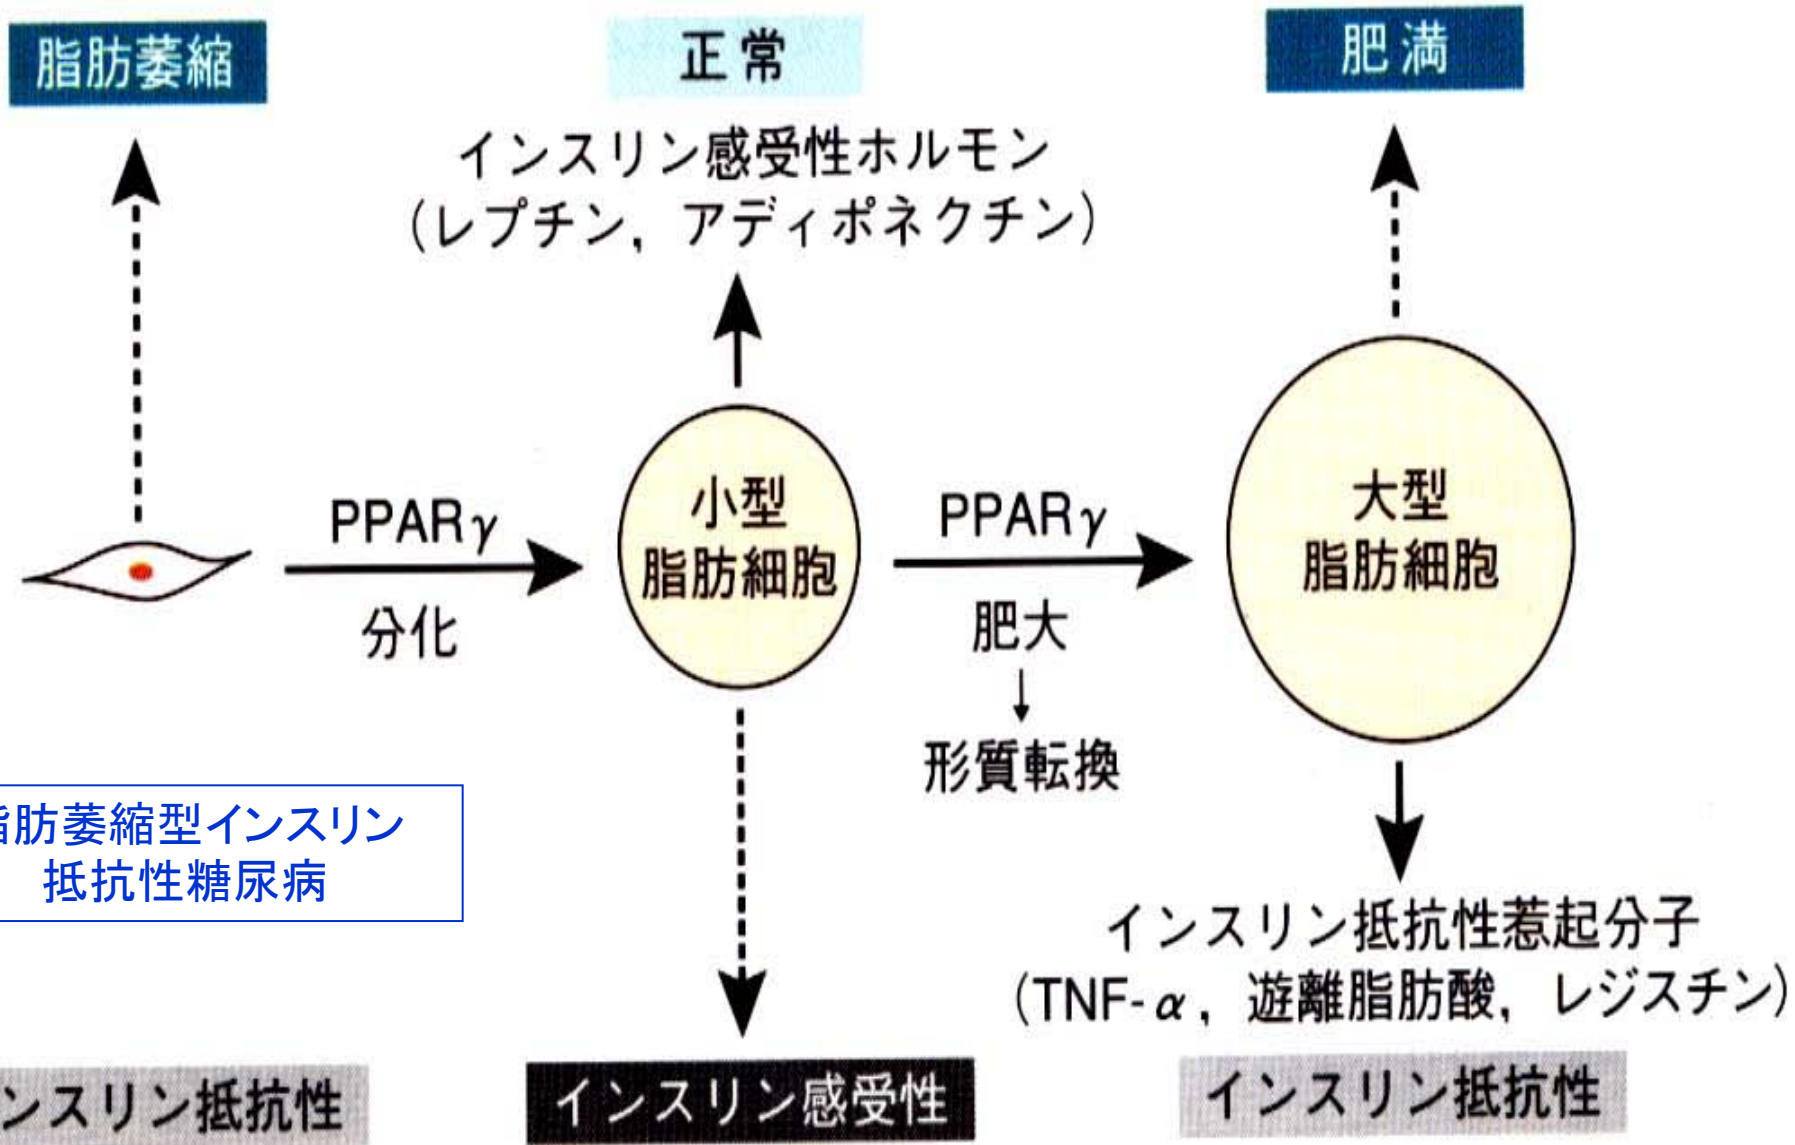 脂肪萎縮
正常
肥満
インスリン感受性ホルモン
(レプチン，アディポネクチン)
PPARγ
分化
小型
脂肪細胞
PPARγ
肥大
↓
形質転換
大型
脂肪細胞
脂肪萎縮型インスリン
抵抗性糖尿病
インスリン抵抗性惹起分子
(TNF-α，遊離脂肪酸，レジスチン)
ンスリン抵抗性
インスリン感受性
インスリン抵抗性